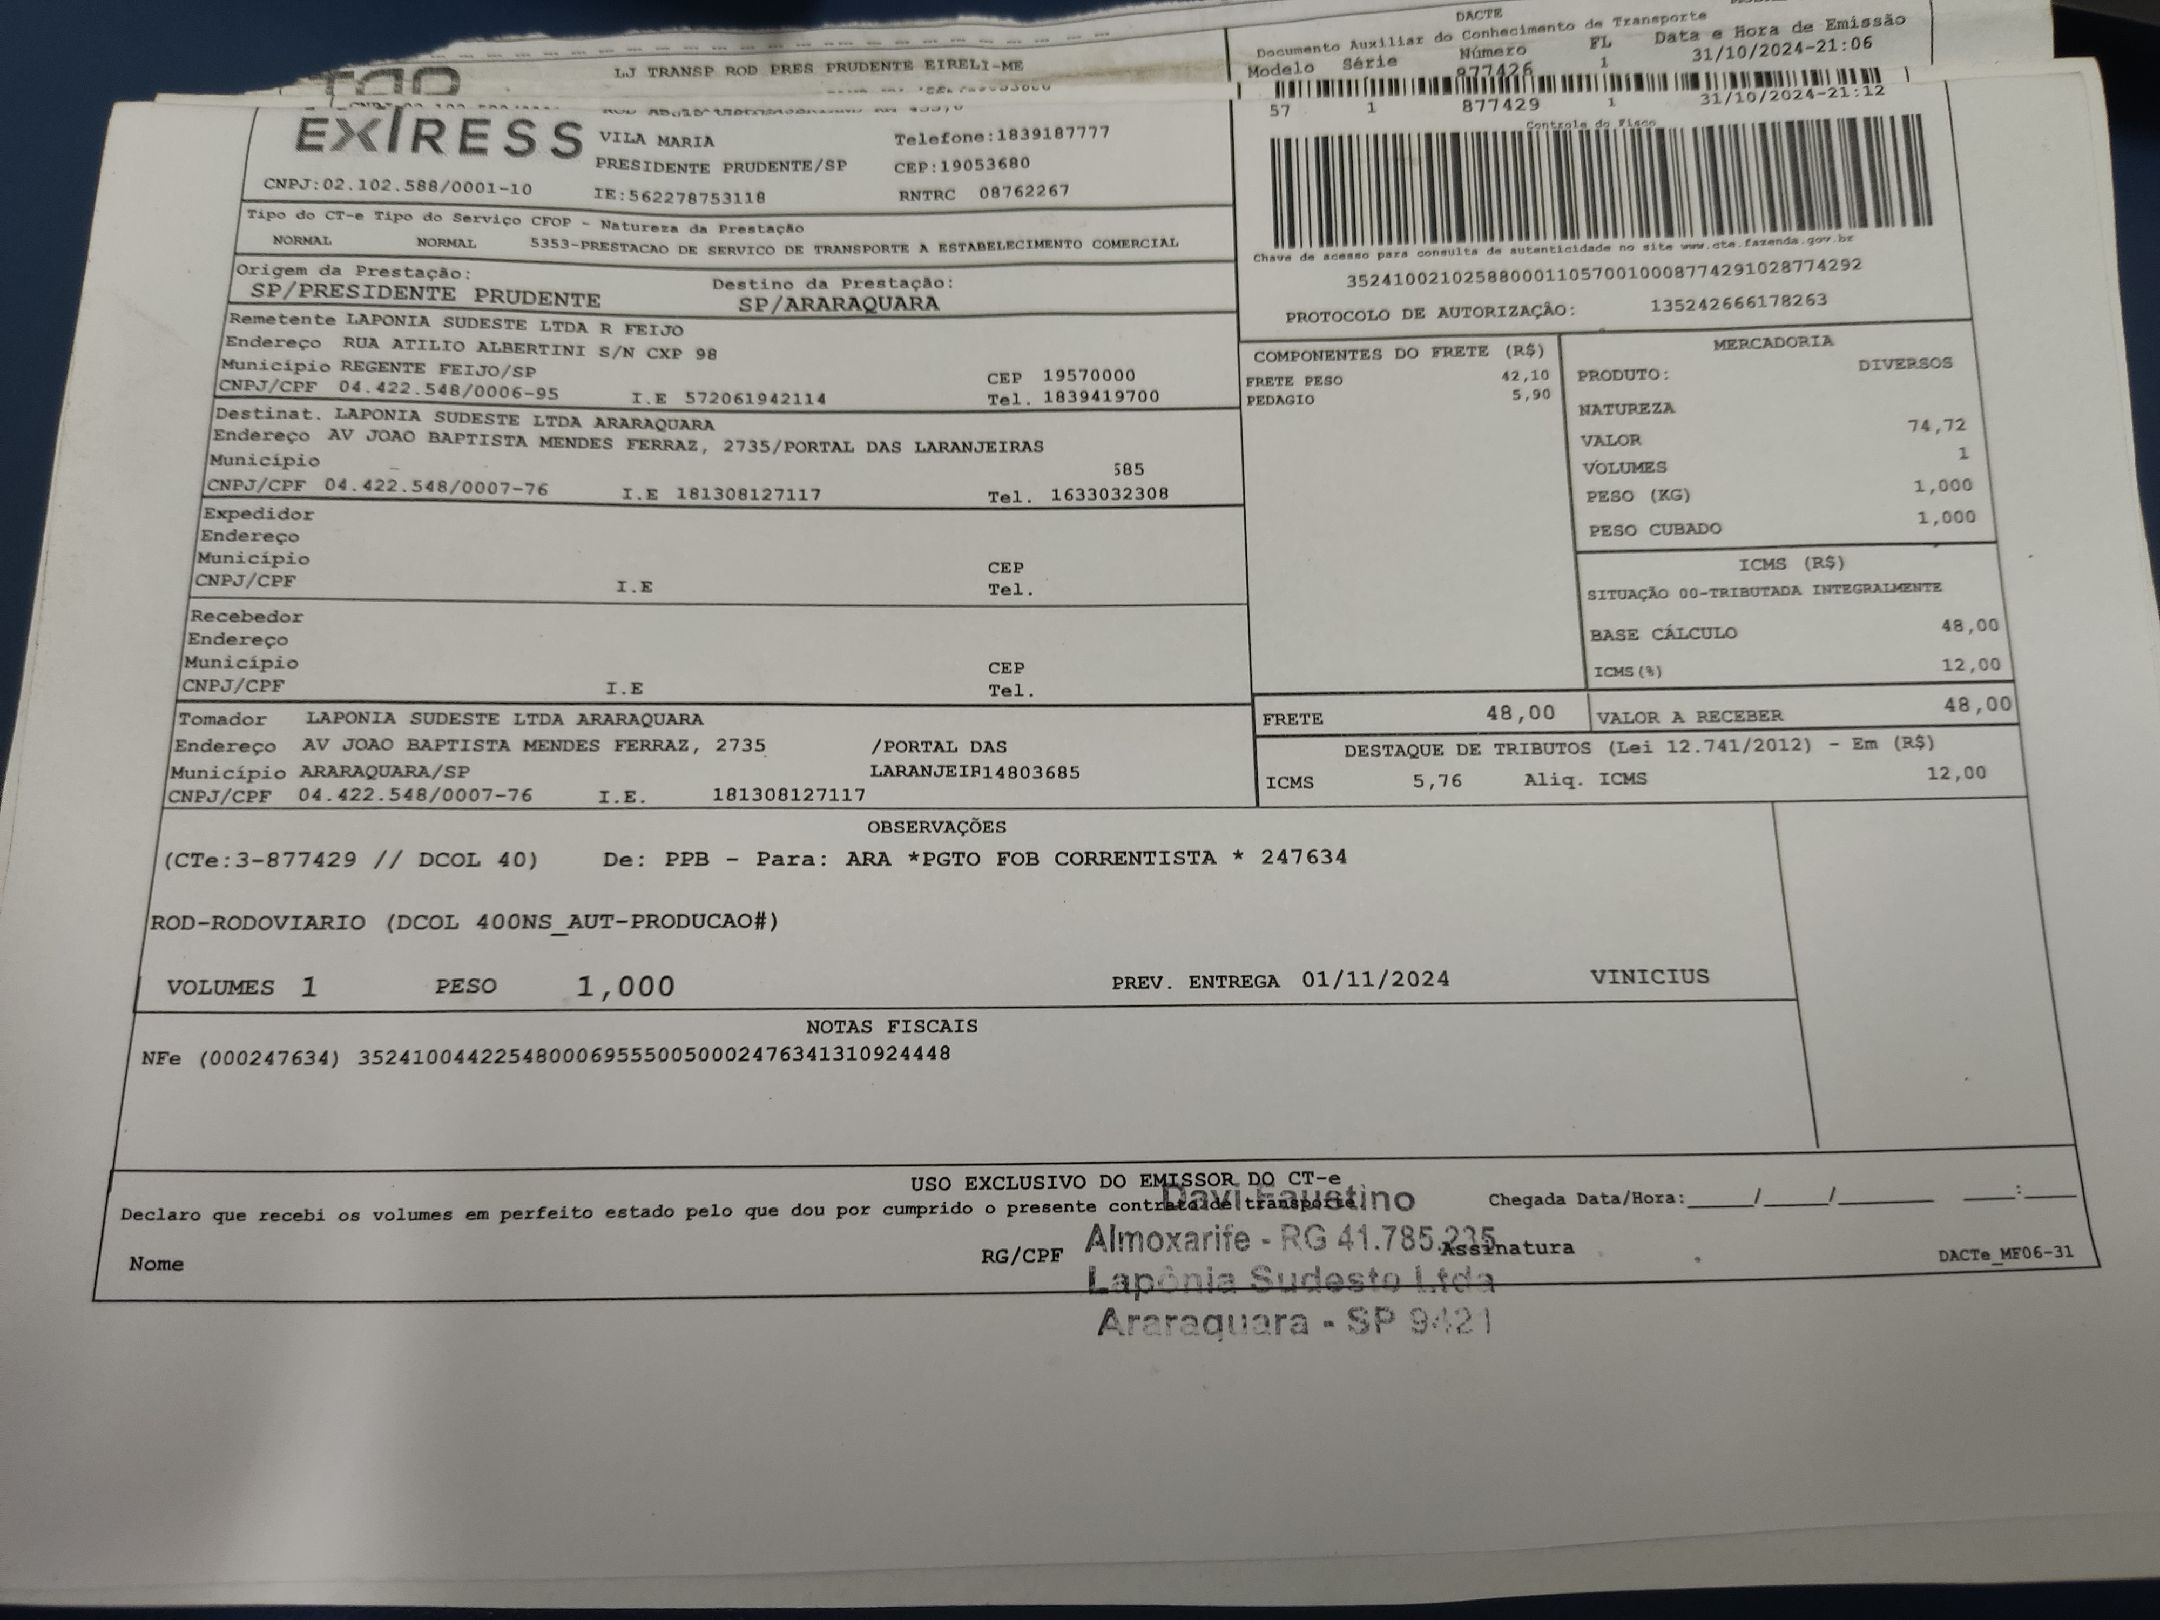 DACTE
Documento Auxiliar do Conhecimento de Transporte
Modelo Série Número FL Data e Hora de Emissão
877426 1 31/10/2024-21:06
LJ TRANSP ROD PRES PRUDENTE EIRELI-ME
57 1 877429 1 31/10/2024-21:12
EX RESS
VILA MARIA Telefone:1839187777
PRESIDENTE PRUDENTE/SP CEP:19053680
CNPJ:02.102.588/0001-10 IE:562278753118 RNTRC 08762267
Controle do Fisco
Tipo do CT-e Tipo do Serviço CFOP - Natureza da Prestação
NORMAL NORMAL 5353-PRESTACAO DE SERVICO DE TRANSPORTE A ESTABELECIMENTO COMERCIAL
Chave de acesso para consulta de autenticidade no site www.cte.fazenda.gov.br
35241002102588000110570010008774291028774292
PROTOCOLO DE AUTORIZAÇÃO: 135242666178263
Origem da Prestação: Destino da Prestação:
SP/PRESIDENTE PRUDENTE SP/ARARAQUARA
Remetente LAPONIA SUDESTE LTDA R FEIJO
Endereço RUA ATILIO ALBERTINI S/N CXP 98
Município REGENTE FEIJO/SP CEP 19570000
CNPJ/CPF 04.422.548/0006-95 I.E 572061942114 Tel. 1839419700
Destinat. LAPONIA SUDESTE LTDA ARARAQUARA
Endereço AV JOAO BAPTISTA MENDES FERRAZ, 2735/PORTAL DAS LARANJEIRAS
Município 585
CNPJ/CPF 04.422.548/0007-76 I.E 181308127117 Tel. 1633032308
Expedidor
Endereço
Município CEP
CNPJ/CPF I.E Tel.
Recebedor
Endereço
Município CEP
CNPJ/CPF I.E Tel.
Tomador LAPONIA SUDESTE LTDA ARARAQUARA
Endereço AV JOAO BAPTISTA MENDES FERRAZ, 2735 /PORTAL DAS
Município ARARAQUARA/SP LARANJEIR14803685
CNPJ/CPF 04.422.548/0007-76 I.E. 181308127117
COMPONENTES DO FRETE (R$)
FRETE PESO 42,10
PEDAGIO 5,90
MERCADORIA
PRODUTO: DIVERSOS
NATUREZA
VALOR 74,72
VOLUMES 1
PESO (KG) 1,000
PESO CUBADO 1,000
ICMS (R$)
SITUAÇÃO 00-TRIBUTADA INTEGRALMENTE
BASE CÁLCULO 48,00
ICMS(%) 12,00
FRETE 48,00 VALOR A RECEBER 48,00
DESTAQUE DE TRIBUTOS (Lei 12.741/2012) - Em (R$)
ICMS 5,76 Aliq. ICMS 12,00
OBSERVAÇÕES
(CTe:3-877429 // DCOL 40) De: PPB - Para: ARA *PGTO FOB CORRENTISTA * 247634
ROD-RODOVIARIO (DCOL 400NS_AUT-PRODUCAO#)
VOLUMES 1 PESO 1,000 PREV. ENTREGA 01/11/2024 VINICIUS
NOTAS FISCAIS
NFe (000247634) 35241004422548000695550050002476341310924448
USO EXCLUSIVO DO EMISSOR DO CT-e
Declaro que recebi os volumes em perfeito estado pelo que dou por cumprido o presente contrato de transporte. Chegada Data/Hora:_____/_____/_______ ____:____
Nome RG/CPF Assinatura DACTe_MF06-31
Davi Faustino
Almoxarife - RG 41.785.235
Lapônia Sudeste Ltda
Araraquara - SP 9421